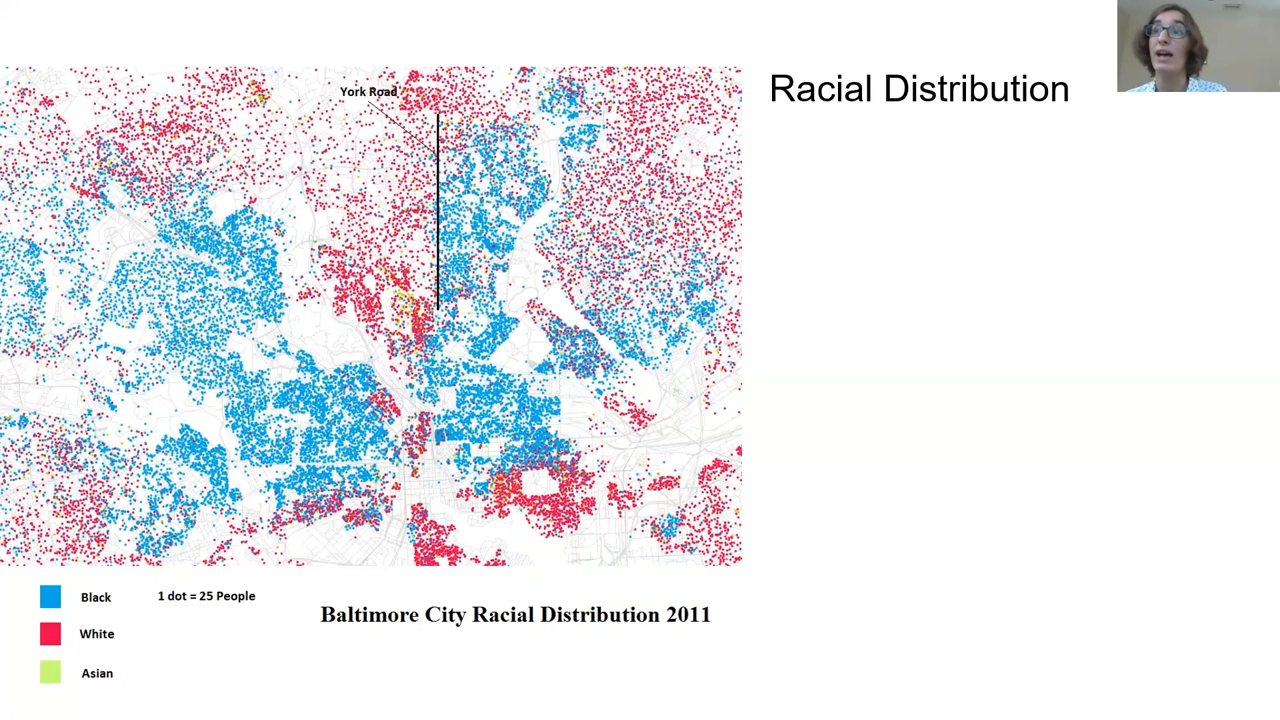 Racial Distribution
York Road
Black
1 dot = 25 People
White
Asian
Baltimore City Racial Distribution 2011